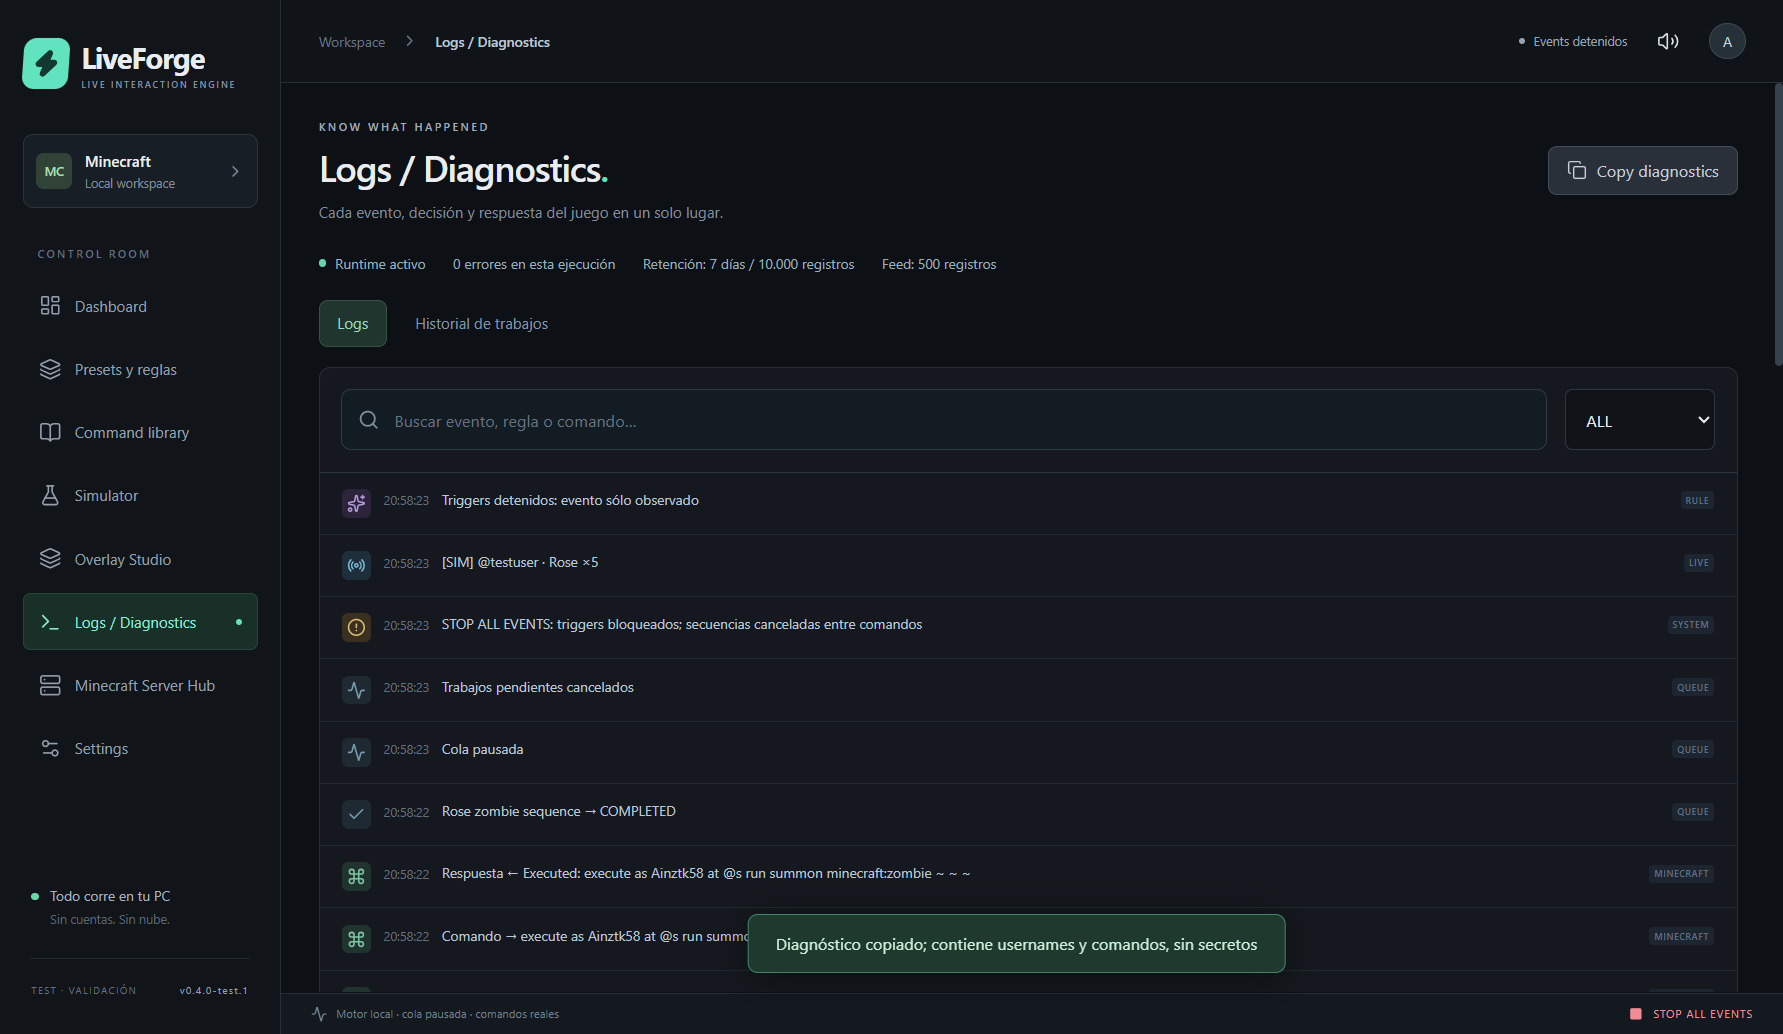 LiveForge
LIVE INTERACTION ENGINE
MC
Minecraft
Local workspace
CONTROL ROOM
Dashboard
Presets y reglas
Command library
Simulator
Overlay Studio
Logs / Diagnostics
Minecraft Server Hub
Settings
Todo corre en tu PC
Sin cuentas. Sin nube.
TEST · VALIDACIÓN v0.4.0-test.1
Workspace Logs / Diagnostics
Events detenidos
A
KNOW WHAT HAPPENED
Logs / Diagnostics.
Copy diagnostics
Cada evento, decisión y respuesta del juego en un solo lugar.
Runtime activo 0 errores en esta ejecución Retención: 7 días / 10.000 registros Feed: 500 registros
Logs Historial de trabajos
Buscar evento, regla o comando...
ALL
20:58:23 Triggers detenidos: evento sólo observado RULE
20:58:23 [SIM] @testuser · Rose ×5 LIVE
20:58:23 STOP ALL EVENTS: triggers bloqueados; secuencias canceladas entre comandos SYSTEM
20:58:23 Trabajos pendientes cancelados QUEUE
20:58:23 Cola pausada QUEUE
20:58:22 Rose zombie sequence → COMPLETED QUEUE
20:58:22 Respuesta ← Executed: execute as Ainztk58 at @s run summon minecraft:zombie ~ ~ ~ MINECRAFT
20:58:22 Comando → execute as Ainztk58 at @s run MINECRAFT
Diagnóstico copiado; contiene usernames y comandos, sin secretos
Motor local · cola pausada · comandos reales
STOP ALL EVENTS